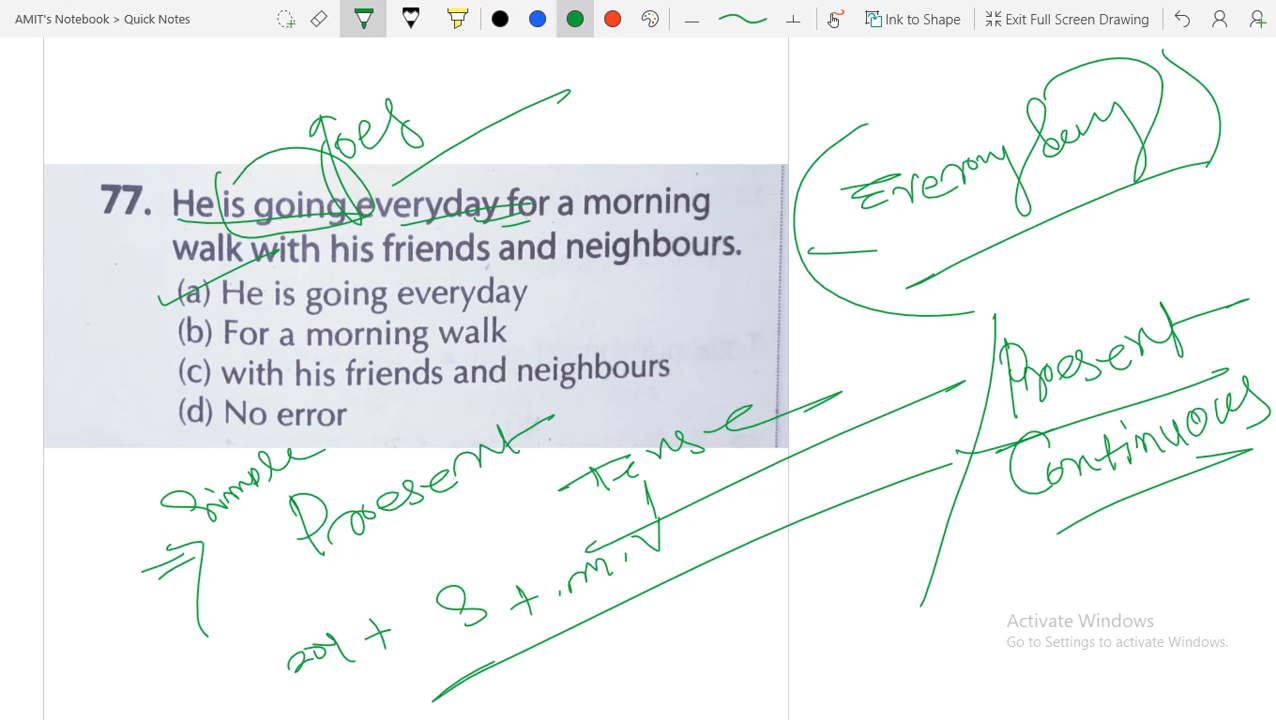 AMIT's Notebook > Quick Notes
Ink to Shape
Exit Full Screen Drawing
goes
Every day
77. He is going everyday for a morning
walk with his friends and neighbours.
(a) He is going everyday
(b) For a morning walk
(c) with his friends and neighbours
(d) No error
Present
Continuous
Simple
Present
Tense
S + m.v
Activate Windows
Go to Settings to activate Windows.